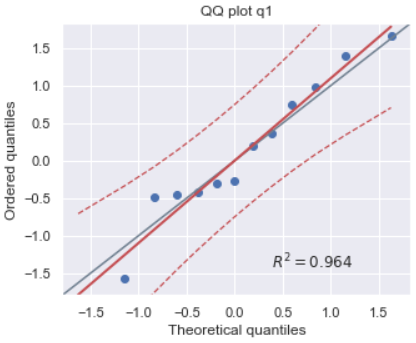 QQ plot q1
Ordered quantiles
1.5
1.0
0.5
0.0
−0.5
−1.0
−1.5
R² = 0.964
−1.5 −1.0 −0.5 0.0 0.5 1.0 1.5
Theoretical quantiles